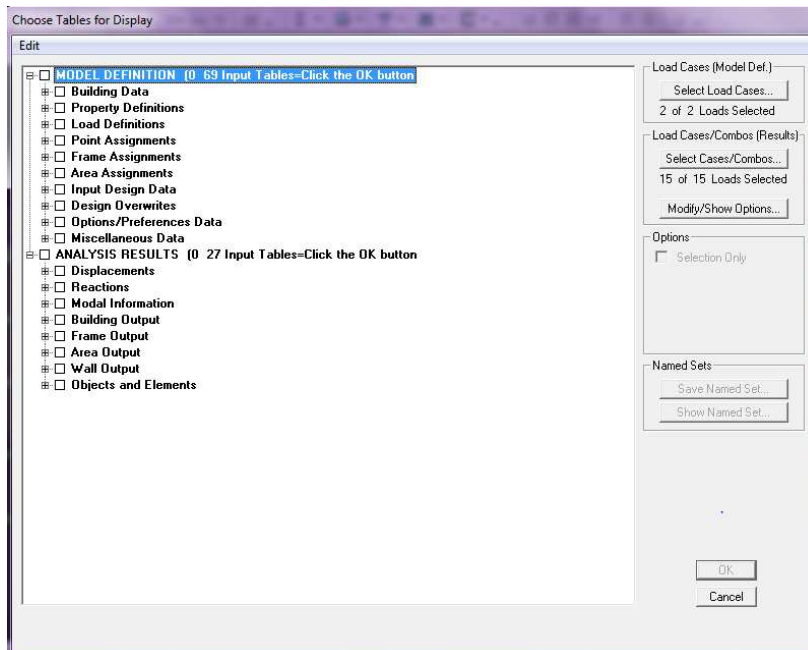 Choose Tables for Display
Edit
MODEL DEFINITION (0 69 Input Tables=Click the OK button
Building Data
Property Definitions
Load Definitions
Point Assignments
Frame Assignments
Area Assignments
Input Design Data
Design Overwrites
Options/Preferences Data
Miscellaneous Data
ANALYSIS RESULTS (0 27 Input Tables=Click the OK button
Displacements
Reactions
Modal Information
Building Output
Frame Output
Area Output
Wall Output
Objects and Elements
Load Cases (Model Def.)
Select Load Cases...
2 of 2 Loads Selected
Load Cases/Combos (Results)
Select Cases/Combos...
15 of 15 Loads Selected
Modify/Show Options...
Options
Selection Only
Named Sets
Save Named Set...
Show Named Set...
OK
Cancel